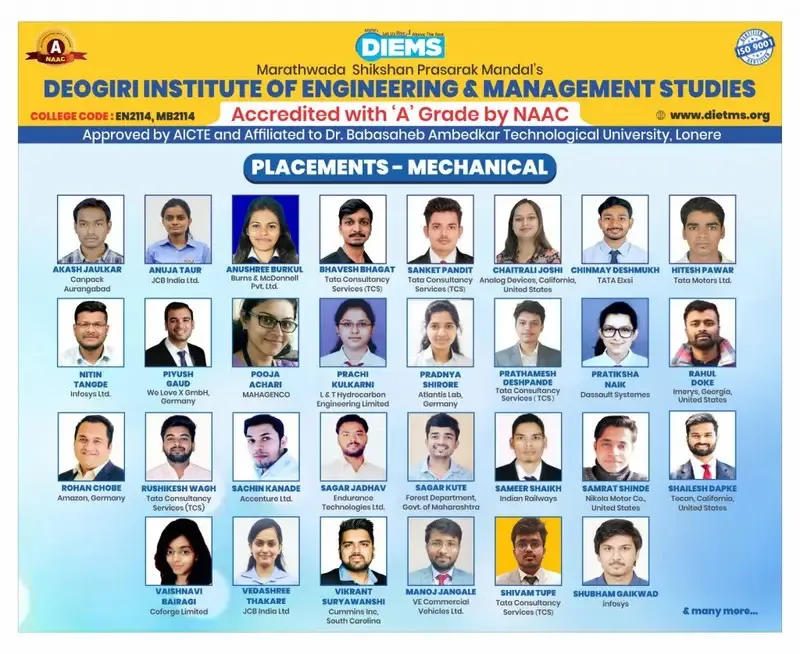 A
NAAC
DIEMS
ISO 9001
CERTIFIED
Marathwada Shikshan Prasarak Mandal's
DEOGIRI INSTITUTE OF ENGINEERING & MANAGEMENT STUDIES
COLLEGE CODE : EN2114, MB2114
Accredited with 'A' Grade by NAAC
www.dietms.org
Approved by AICTE and Affiliated to Dr. Babasaheb Ambedkar Technological University, Lonere
PLACEMENTS - MECHANICAL
AKASH JAULKAR
Canpack
Aurangabad
ANUJA TAUR
JCB India Ltd.
ANUSHREE BURKUL
Burns & McDonnell
Pvt. Ltd.
BHAVESH BHAGAT
Tata Consultancy
Services (TCS)
SANKET PANDIT
Tata Consultancy
Services (TCS)
CHAITRALI JOSHI
Analog Devices, California,
United States
CHINMAY DESHMUKH
TATA Elxsi
HITESH PAWAR
Tata Motors Ltd.
NITIN
TANGDE
Infosys Ltd.
PIYUSH
GAUD
We Love X GmbH,
Germany
POOJA
ACHARI
MAHAGENCO
PRACHI
KULKARNI
L & T Hydrocarbon
Engineering Limited
PRADNYA
SHIRORE
Atlantis Lab,
Germany
PRATHAMESH
DESHPANDE
Tata Consultancy
Services (TCS)
PRATIKSHA
NAIK
Dassault Systemes
RAHUL
DOKE
Imerys, Georgia,
United States
ROHAN CHOBE
Amazon, Germany
RUSHIKESH WAGH
Tata Consultancy
Services (TCS)
SACHIN KANADE
Accenture Ltd.
SAGAR JADHAV
Endurance
Technologies Ltd.
SAGAR KUTE
Forest Department,
Govt. of Maharashtra
SAMEER SHAIKH
Indian Railways
SAMRAT SHINDE
Nikola Motor Co.,
United States
SHAILESH DAPKE
Tecan, California,
United States
VAISHNAVI
BAIRAGI
Coforge Limited
VEDASHREE
THAKARE
JCB India Ltd
VIKRANT
SURYAWANSHI
Cummins Inc,
South Carolina
MANOJ JANGALE
VE Commercial
Vehicles Ltd.
SHIVAM TUPE
Tata Consultancy
Services (TCS)
SHUBHAM GAIKWAD
infosys
& many more...